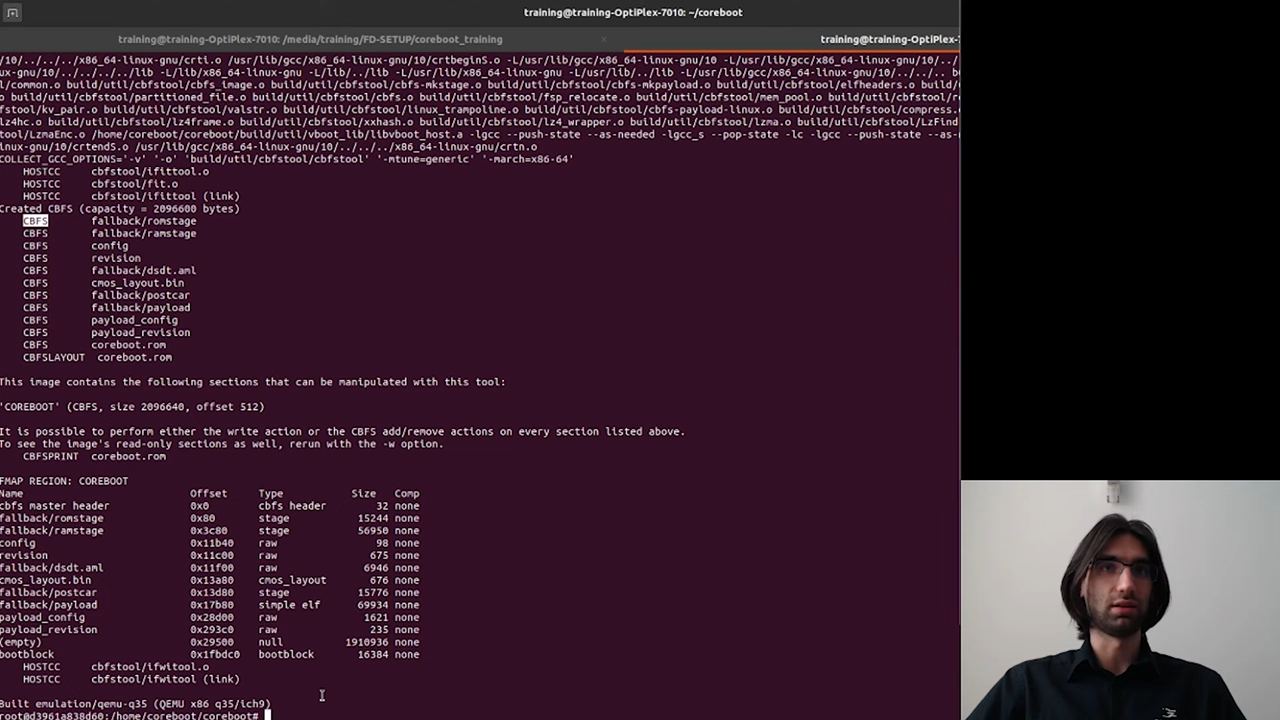 training@training-OptiPlex-7010: ~/coreboot
training@training-OptiPlex-7010: /media/training/FD-SETUP/coreboot_training
training@training-OptiPlex-7
/10/../../../x86_64-linux-gnu/crti.o /usr/lib/gcc/x86_64-linux-gnu/10/crtbeginS.o -L/usr/lib/gcc/x86_64-linux-gnu/10 -L/usr/lib/gcc/x86_64-linux-gnu/10/../../
ux-gnu/10/../../../../lib -L/lib/x86_64-linux-gnu -L/lib/../lib -L/usr/lib/x86_64-linux-gnu -L/usr/lib/../lib -L/usr/lib/gcc/x86_64-linux-gnu/10/../../..
l/common.o build/util/cbfstool/cbfs_image.o build/util/cbfstool/cbfs-mkstage.o build/util/cbfstool/cbfs-mkpayload.o build/util/cbfstool/elfheaders.o
o build/util/cbfstool/partitioned_file.o build/util/cbfstool/cbfs.o build/util/cbfstool/fsp_relocate.o build/util/cbfstool/mem_pool.o build/util/cbfstool/
fstool/kv_pair.o build/util/cbfstool/valstr.o build/util/cbfstool/linux_trampoline.o build/util/cbfstool/cbfs-payload-linux.o build/util/cbfstool/compress.
lz4hc.o build/util/cbfstool/lz4frame.o build/util/cbfstool/xxhash.o build/util/cbfstool/lz4_wrapper.o build/util/cbfstool/lzma.o build/util/cbfstool/LzFind
tool/LzmaEnc.o /home/coreboot/coreboot/build/util/vboot_lib/libvboot_host.a -lgcc --push-state --as-needed -lgcc_s --pop-state -lc -lgcc --push-state --as-
inux-gnu/10/crtendS.o /usr/lib/gcc/x86_64-linux-gnu/10/../../../x86_64-linux-gnu/crtn.o
COLLECT_GCC_OPTIONS='-v' '-o' 'build/util/cbfstool/cbfstool' '-mtune=generic' '-march=x86-64'
HOSTCC cbfstool/ifittool.o
HOSTCC cbfstool/fit.o
HOSTCC cbfstool/ifittool (link)
Created CBFS (capacity = 2096600 bytes)
CBFS fallback/romstage
CBFS fallback/ramstage
CBFS config
CBFS revision
CBFS fallback/dsdt.aml
CBFS cmos_layout.bin
CBFS fallback/postcar
CBFS fallback/payload
CBFS payload_config
CBFS payload_revision
CBFS coreboot.rom
CBFSLAYOUT coreboot.rom
This image contains the following sections that can be manipulated with this tool:
'COREBOOT' (CBFS, size 2096640, offset 512)
It is possible to perform either the write action or the CBFS add/remove actions on every section listed above.
To see the image's read-only sections as well, rerun with the -w option.
CBFSPRINT coreboot.rom
FMAP REGION: COREBOOT
Name Offset Type Size Comp
cbfs master header 0x0 cbfs header 32 none
fallback/romstage 0x80 stage 15244 none
fallback/ramstage 0x3c80 stage 56950 none
config 0x11b40 raw 98 none
revision 0x11c00 raw 675 none
fallback/dsdt.aml 0x11f00 raw 6946 none
cmos_layout.bin 0x13a80 cmos_layout 676 none
fallback/postcar 0x13d80 stage 15776 none
fallback/payload 0x17b80 simple elf 69934 none
payload_config 0x28d00 raw 1621 none
payload_revision 0x293c0 raw 235 none
(empty) 0x29500 null 1910936 none
bootblock 0x1fbdc0 bootblock 16384 none
HOSTCC cbfstool/ifwitool.o
HOSTCC cbfstool/ifwitool (link)
Built emulation/qemu-q35 (QEMU x86 q35/ich9)
root@d3961a838d60:/home/coreboot/coreboot#